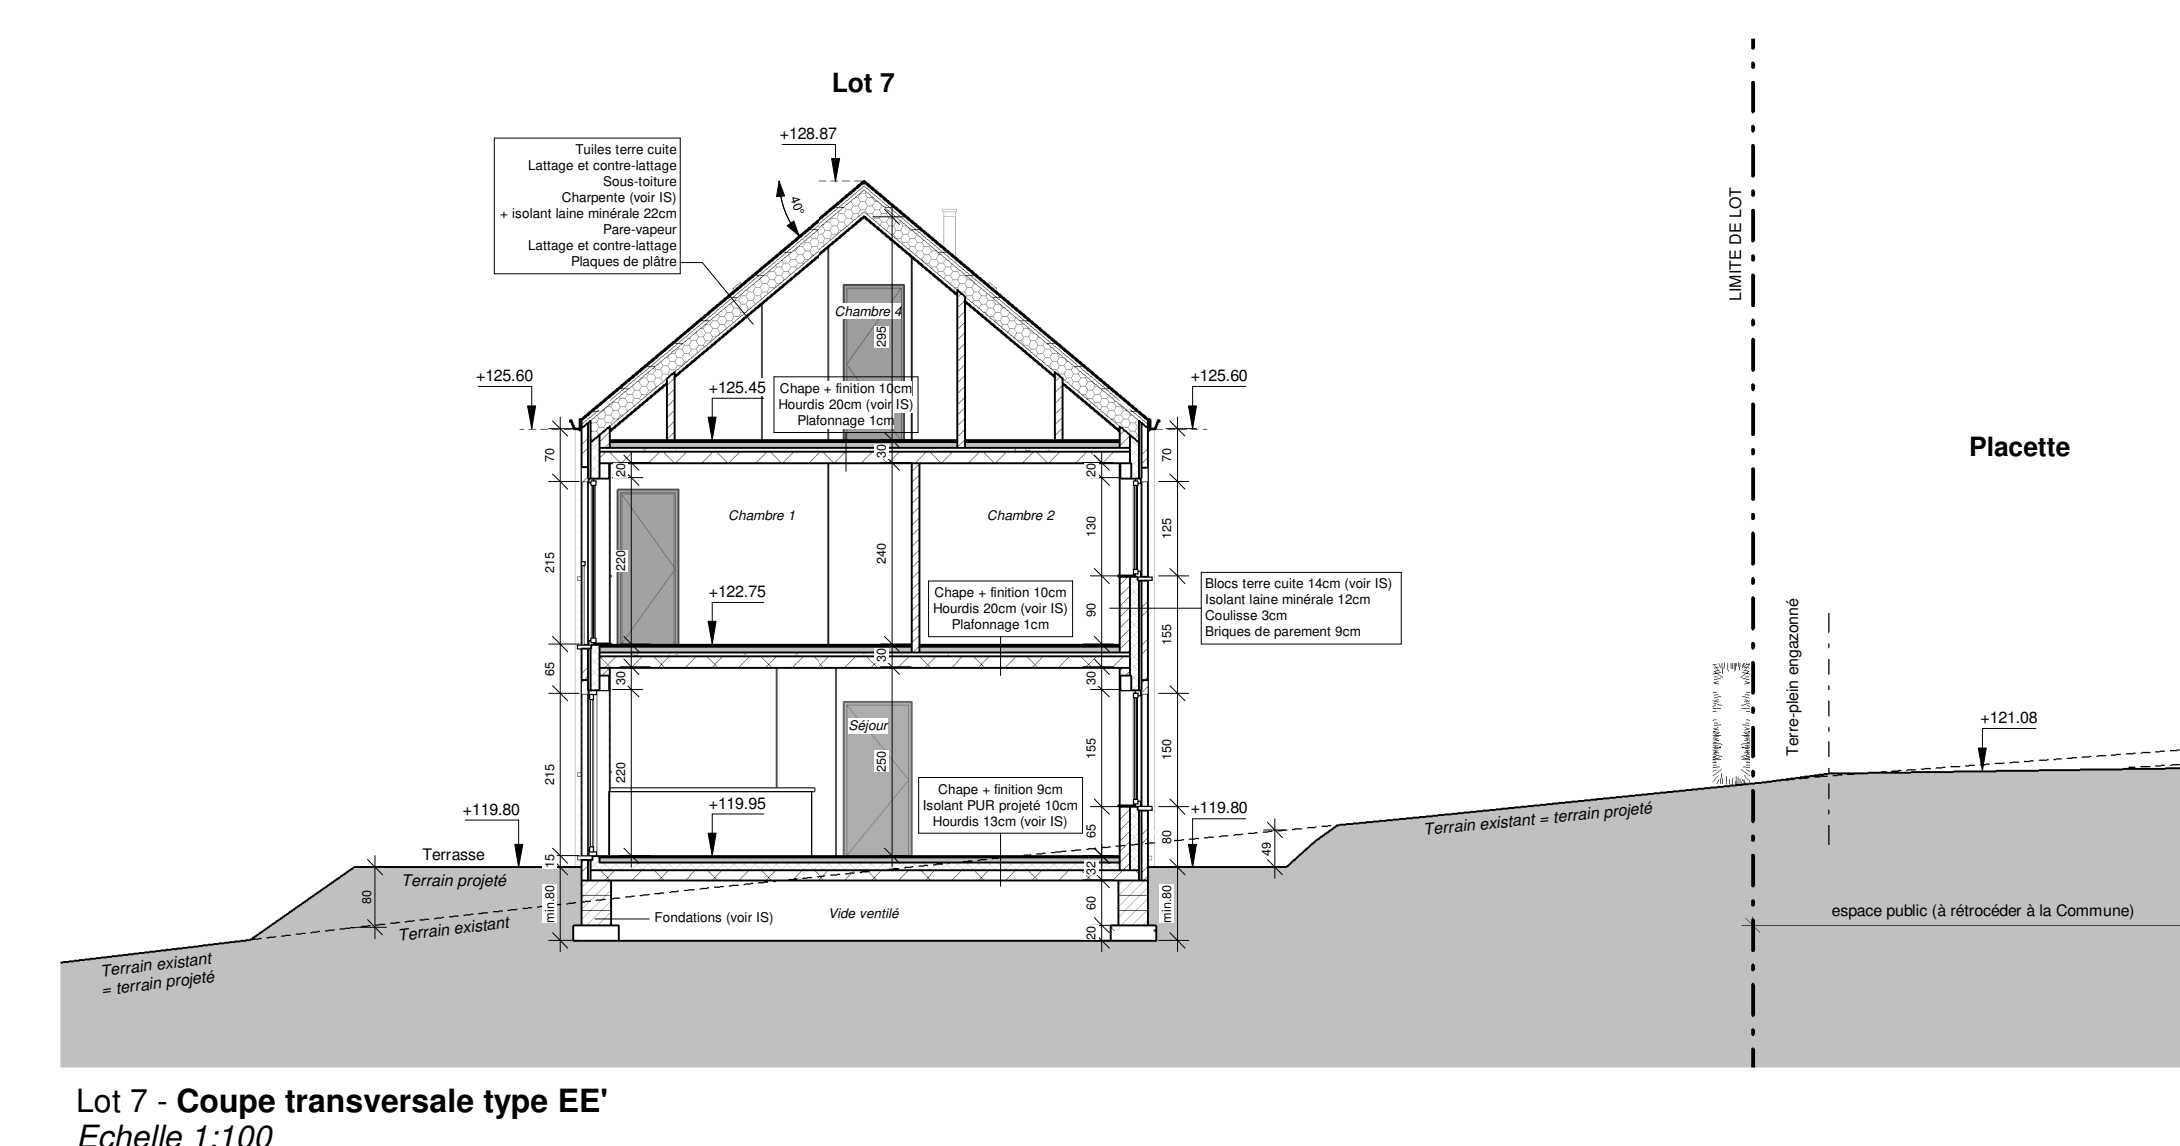 Lot 7
+128.87
Tuiles terre cuite
Lattage et contre-lattage
Sous-toiture
Charpente (voir IS)
+ isolant laine minérale 22cm
Pare-vapeur
Lattage et contre-lattage
Plaques de plâtre
40°
LIMITE DE LOT
Chambre 4
295
+125.60
+125.45
Chape + finition 10cm
Hourdis 20cm (voir IS)
Plafonnage 1cm
+125.60
Placette
70
20
30
20
70
Chambre 1
Chambre 2
130
125
215
220
240
+122.75
Chape + finition 10cm
Hourdis 20cm (voir IS)
Plafonnage 1cm
90
155
Blocs terre cuite 14cm (voir IS)
Isolant laine minérale 12cm
Coulisse 3cm
Briques de parement 9cm
65
30
30
30
Terre-plein engazonné
+121.08
Séjour
250
155
150
215
220
+119.95
Chape + finition 9cm
Isolant PUR projeté 10cm
Hourdis 13cm (voir IS)
65
80
+119.80
+119.80
Terrain existant = terrain projeté
49
Terrasse
Terrain projeté
15
32
80
min.80
Terrain existant
Fondations (voir IS)
Vide ventilé
60
20
min.80
espace public (à rétrocéder à la Commune)
Terrain existant
= terrain projeté
Lot 7 - Coupe transversale type EE'
Echelle 1:100